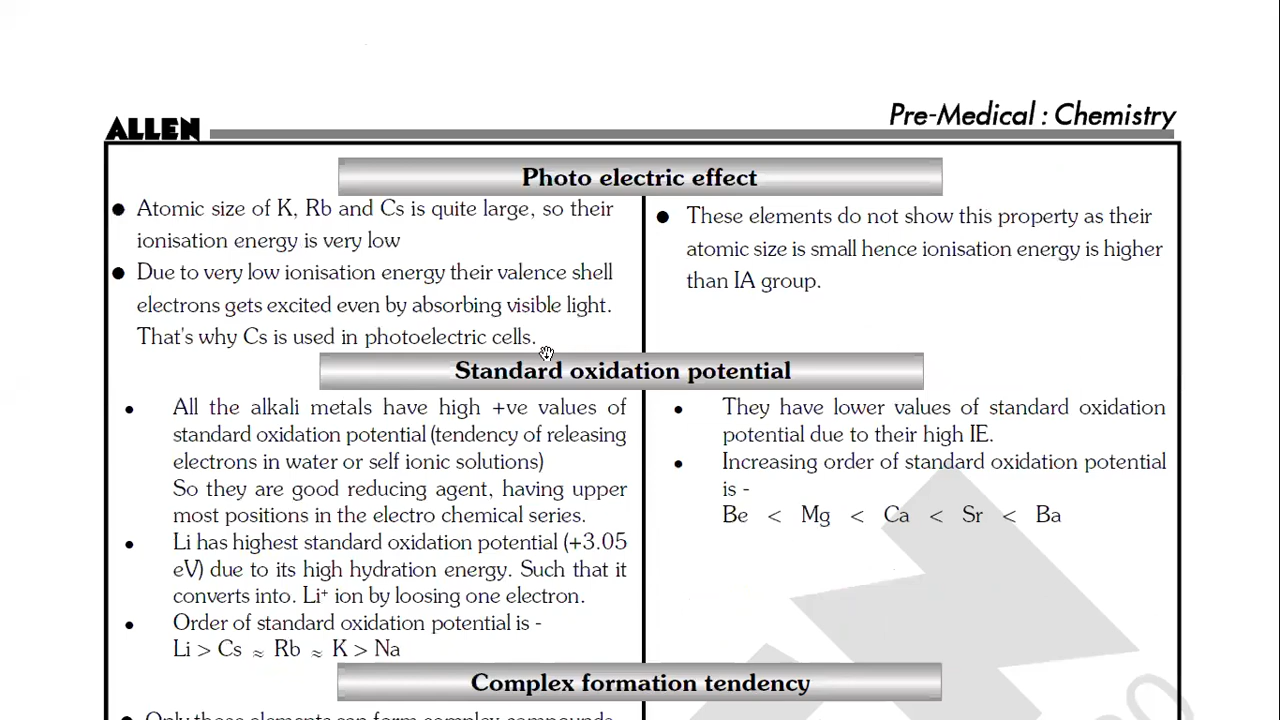 ALLEN
Pre-Medical : Chemistry
Photo electric effect
● Atomic size of K, Rb and Cs is quite large, so their
ionisation energy is very low
● Due to very low ionisation energy their valence shell
electrons gets excited even by absorbing visible light.
That's why Cs is used in photoelectric cells.
● These elements do not show this property as their
atomic size is small hence ionisation energy is higher
than IA group.
Standard oxidation potential
• All the alkali metals have high +ve values of
standard oxidation potential (tendency of releasing
electrons in water or self ionic solutions)
So they are good reducing agent, having upper
most positions in the electro chemical series.
• Li has highest standard oxidation potential (+3.05
eV) due to its high hydration energy. Such that it
converts into. Li⁺ ion by loosing one electron.
• Order of standard oxidation potential is -
Li > Cs ≈ Rb ≈ K > Na
• They have lower values of standard oxidation
potential due to their high IE.
• Increasing order of standard oxidation potential
is -
Be < Mg < Ca < Sr < Ba
Complex formation tendency
● Only those elements can form complex compounds